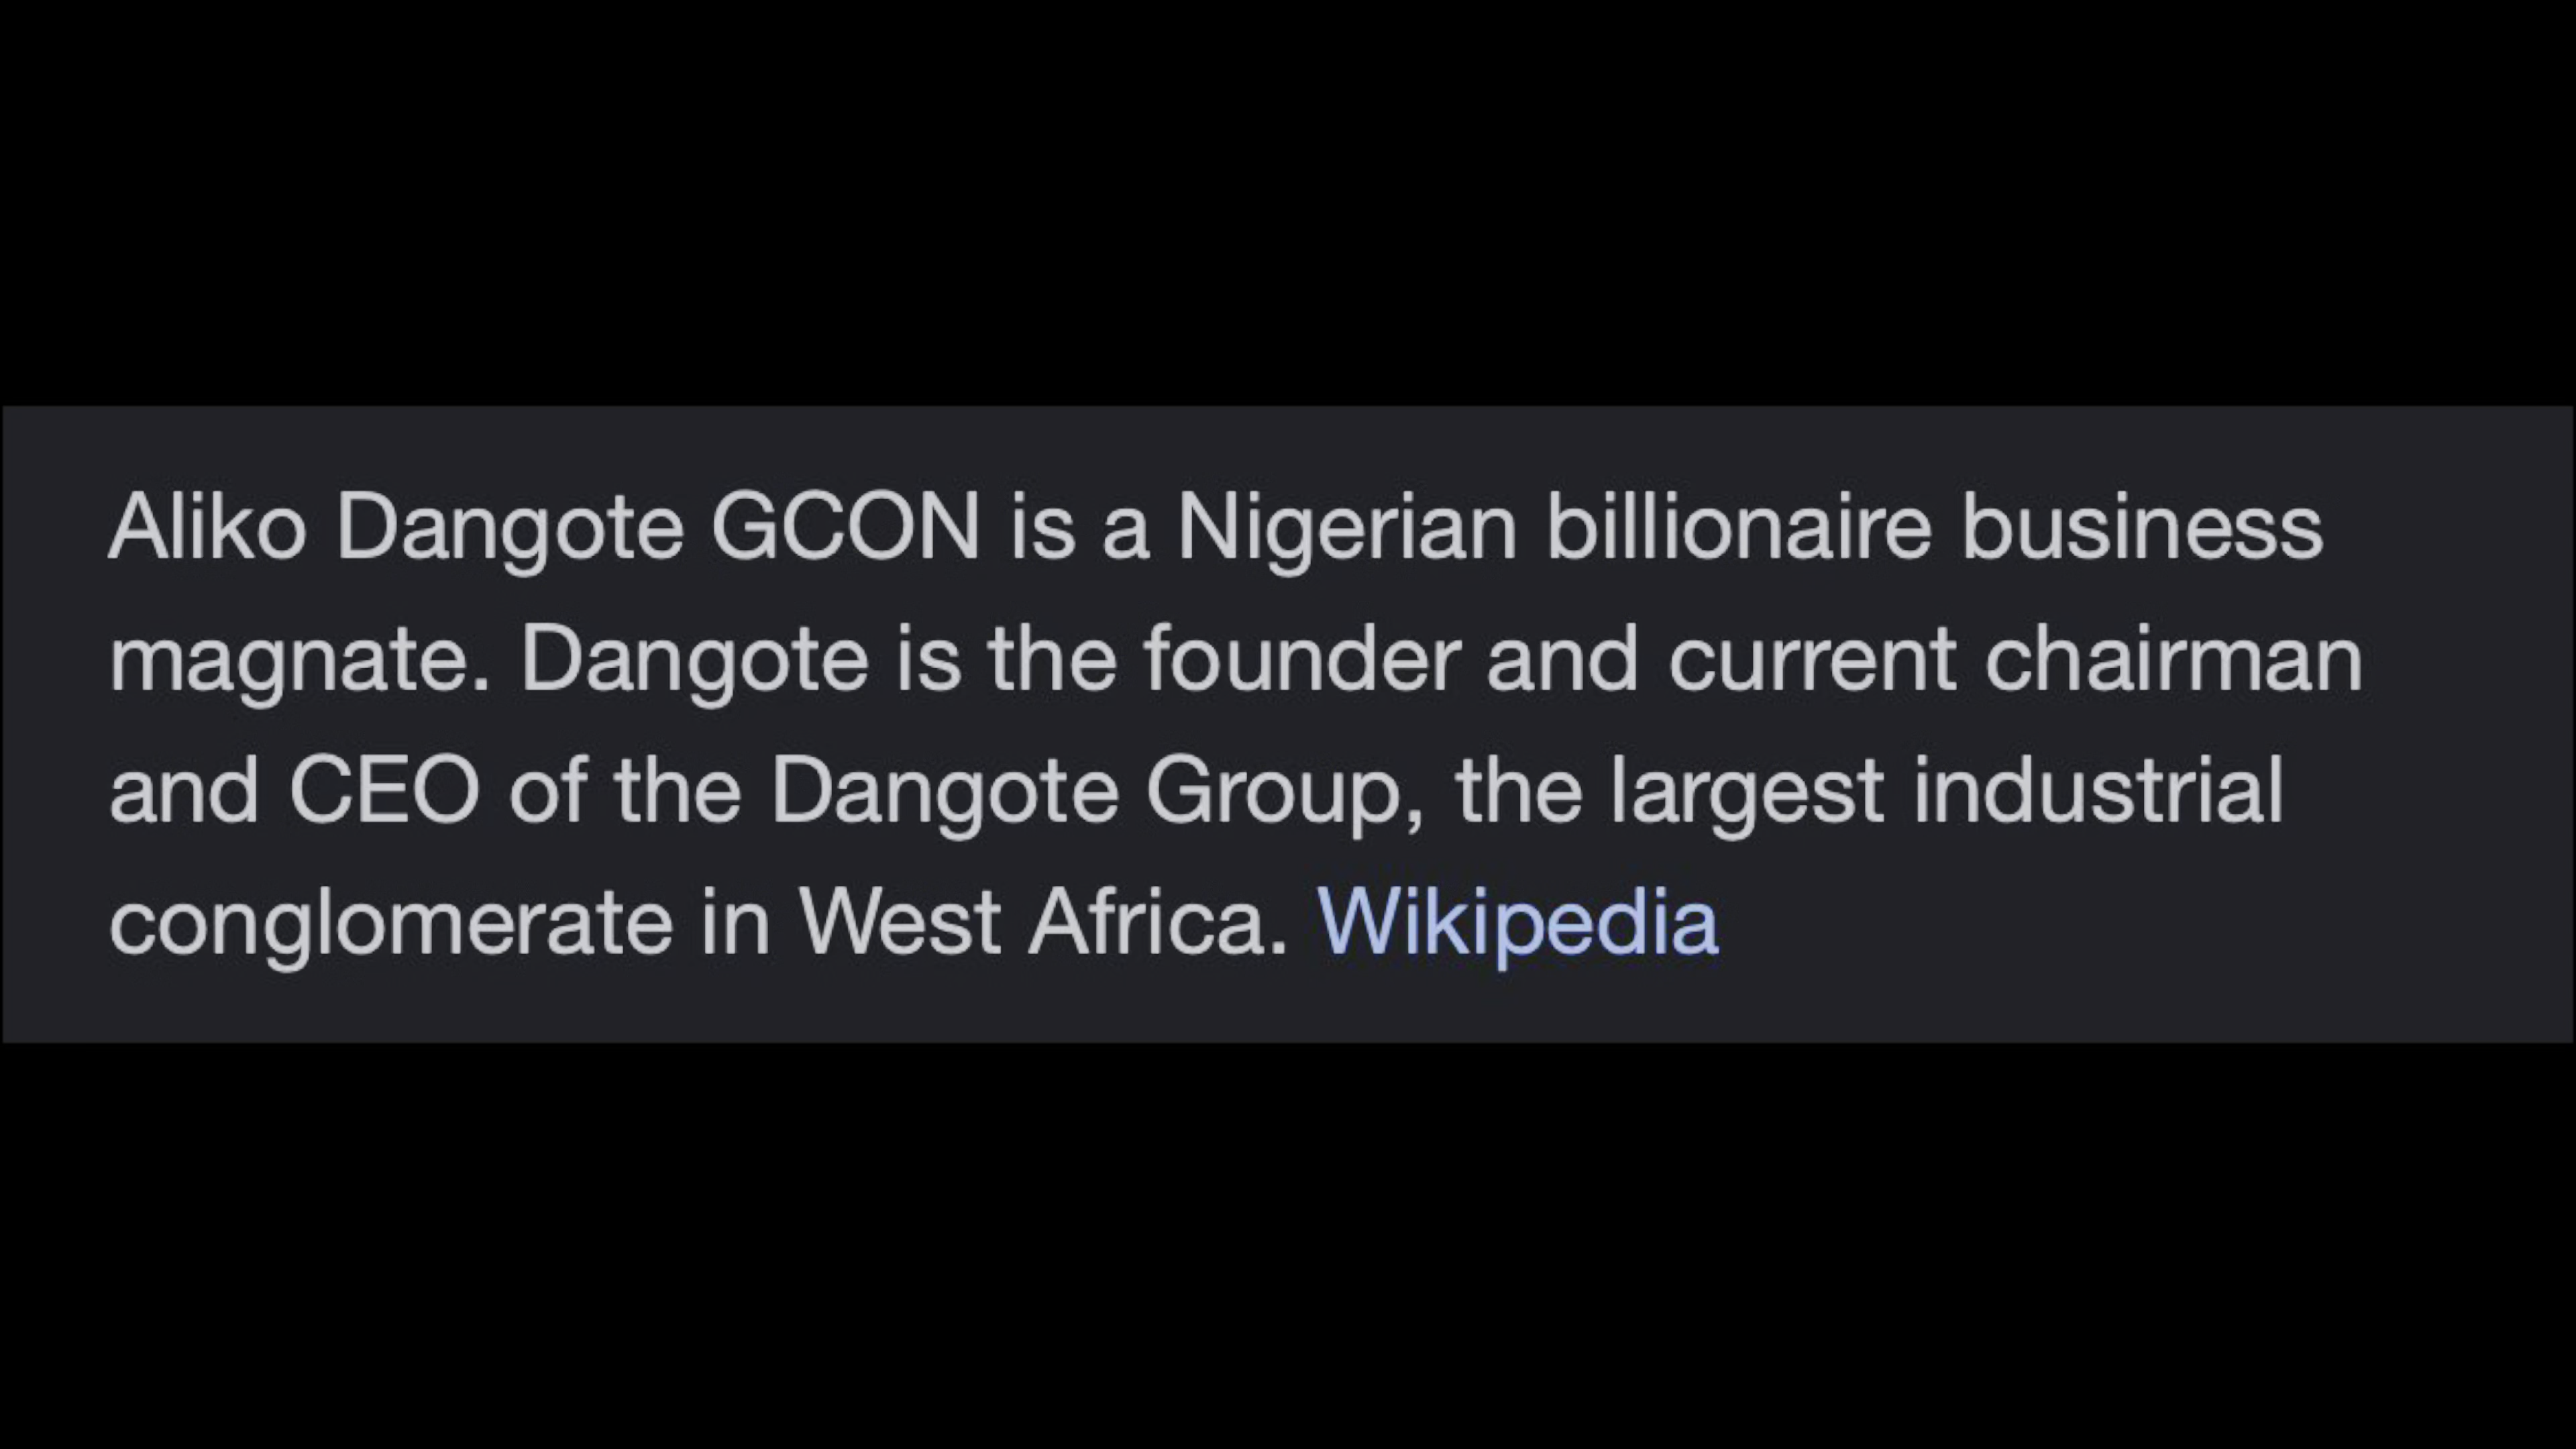 Aliko Dangote GCON is a Nigerian billionaire business
magnate. Dangote is the founder and current chairman
and CEO of the Dangote Group, the largest industrial
conglomerate in West Africa. Wikipedia